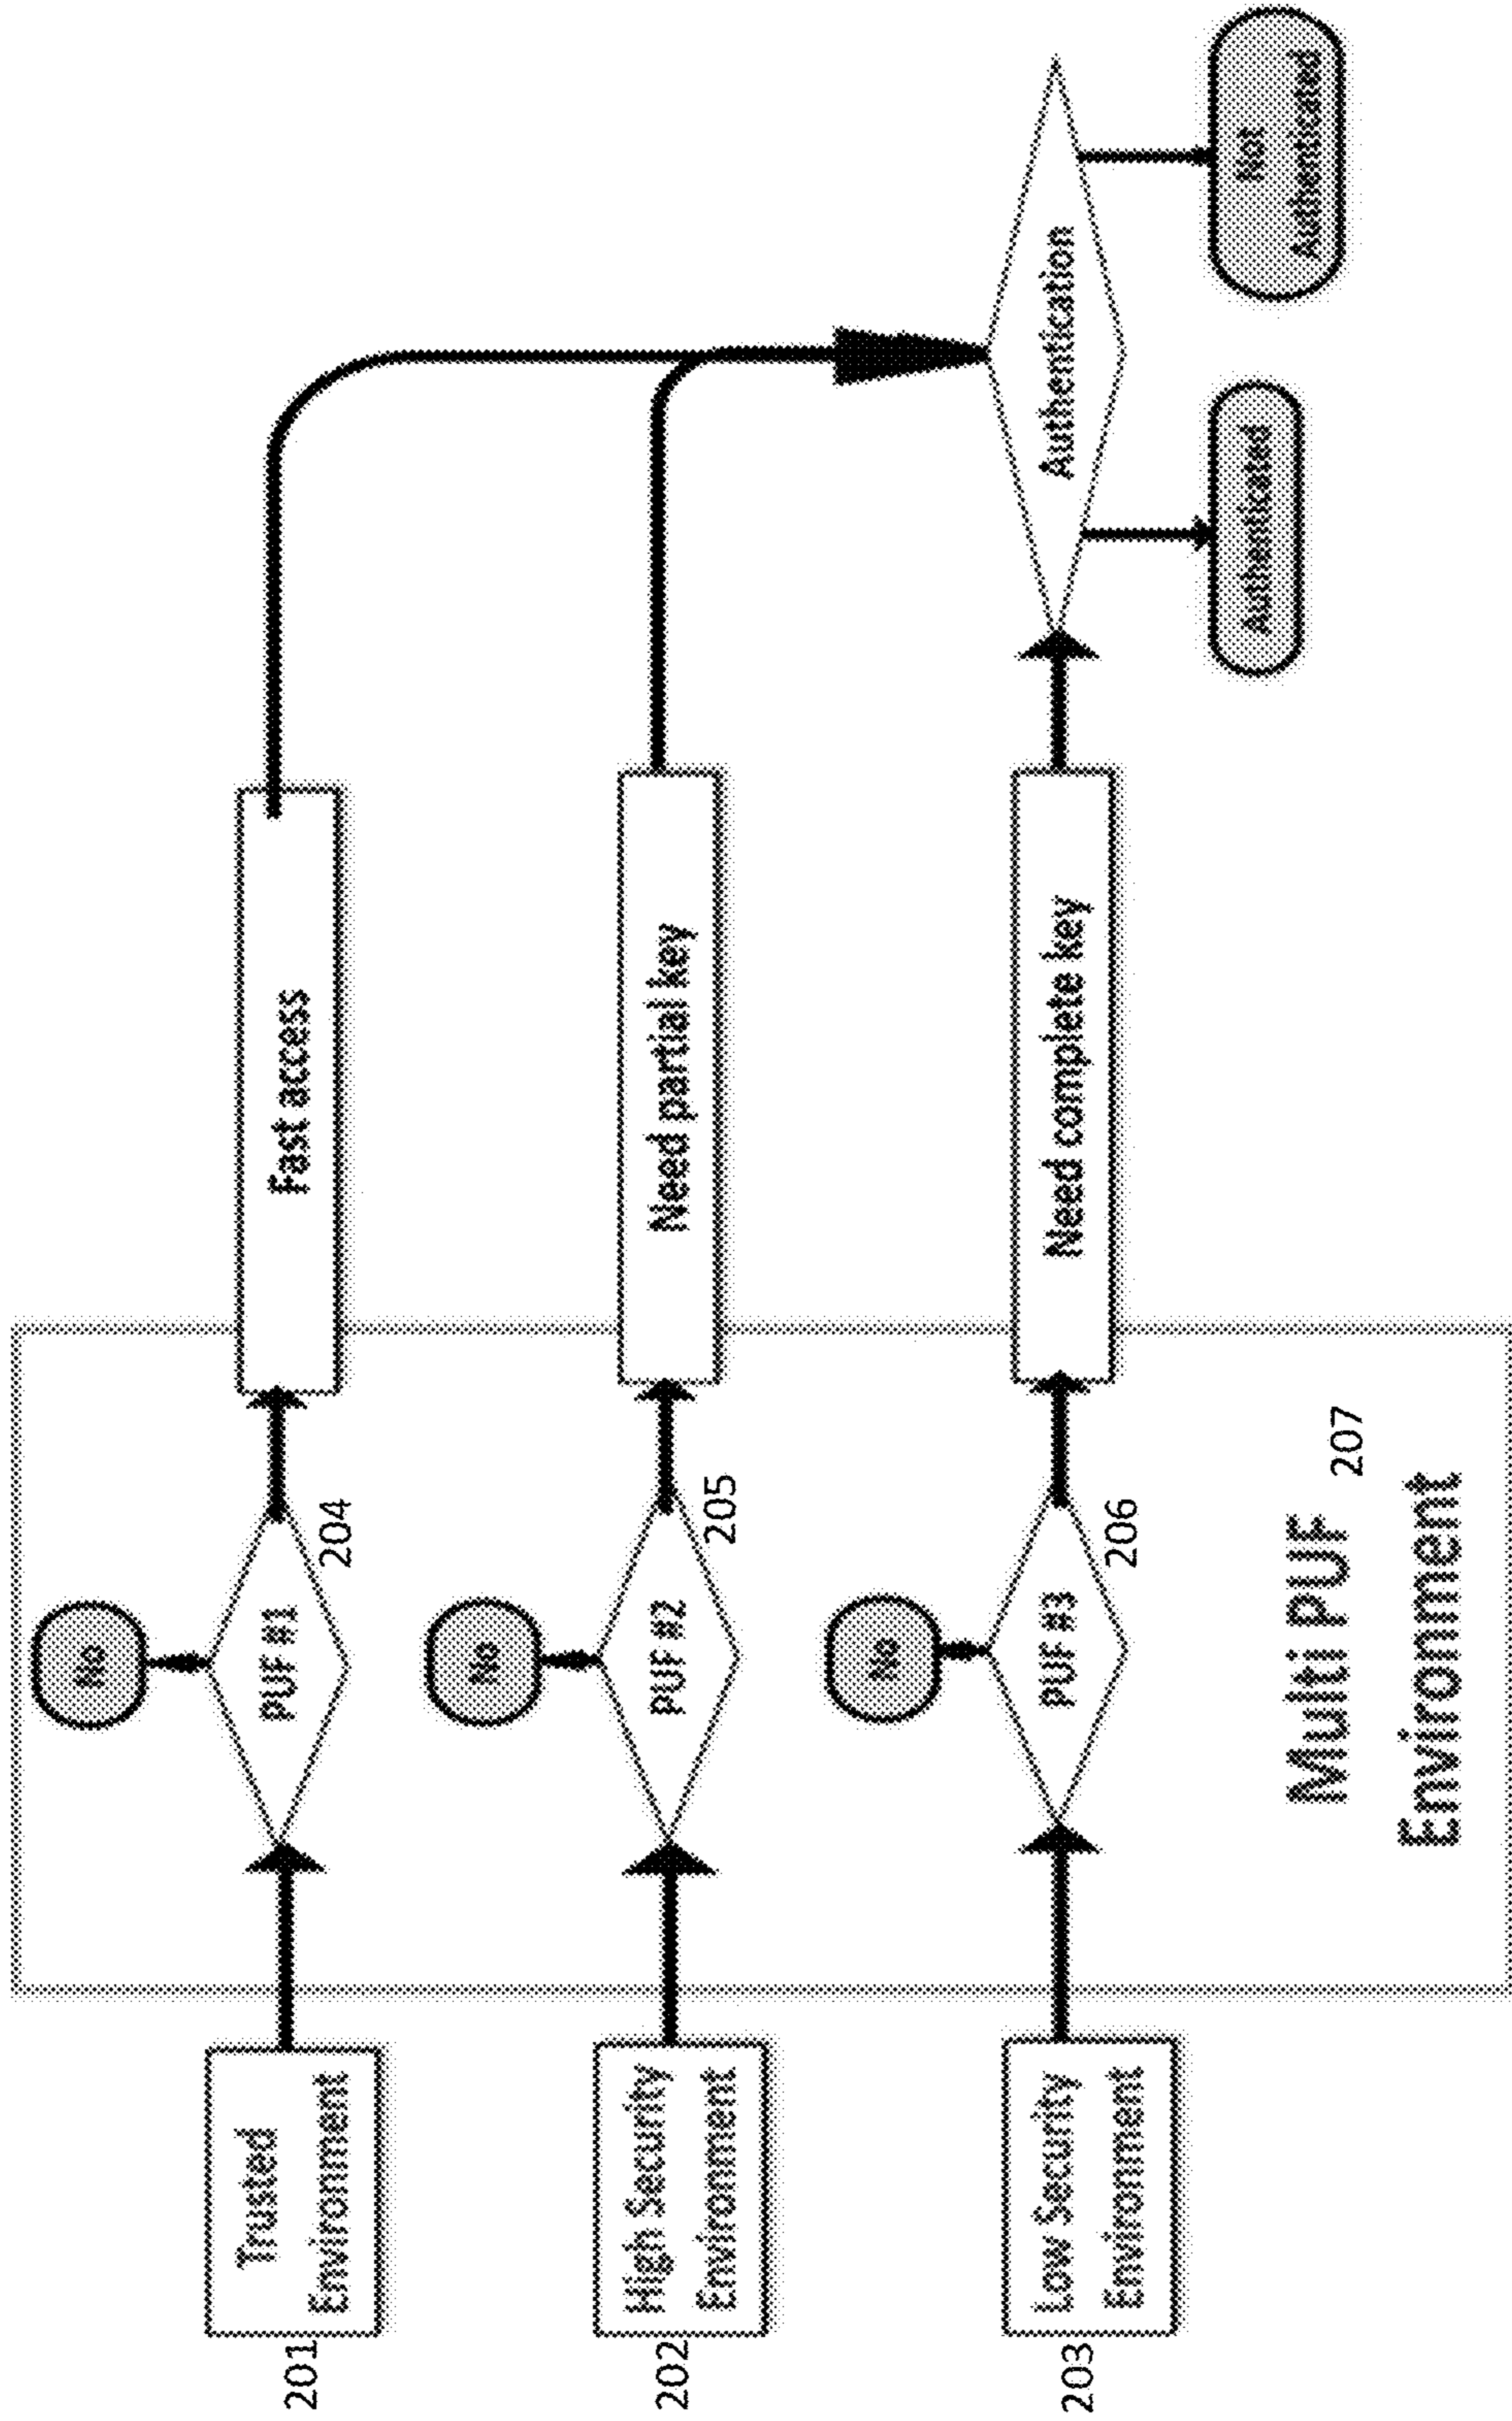 201
Trusted
Environment
No
PUF #1
204
Fast access
202
High Security
Environment
No
PUF #2
205
Need partial key
203
Low Security
Environment
No
PUF #3
206
Need complete key
Authentication
Authenticated
Not
Authenticated
Multi PUF
207
Environment